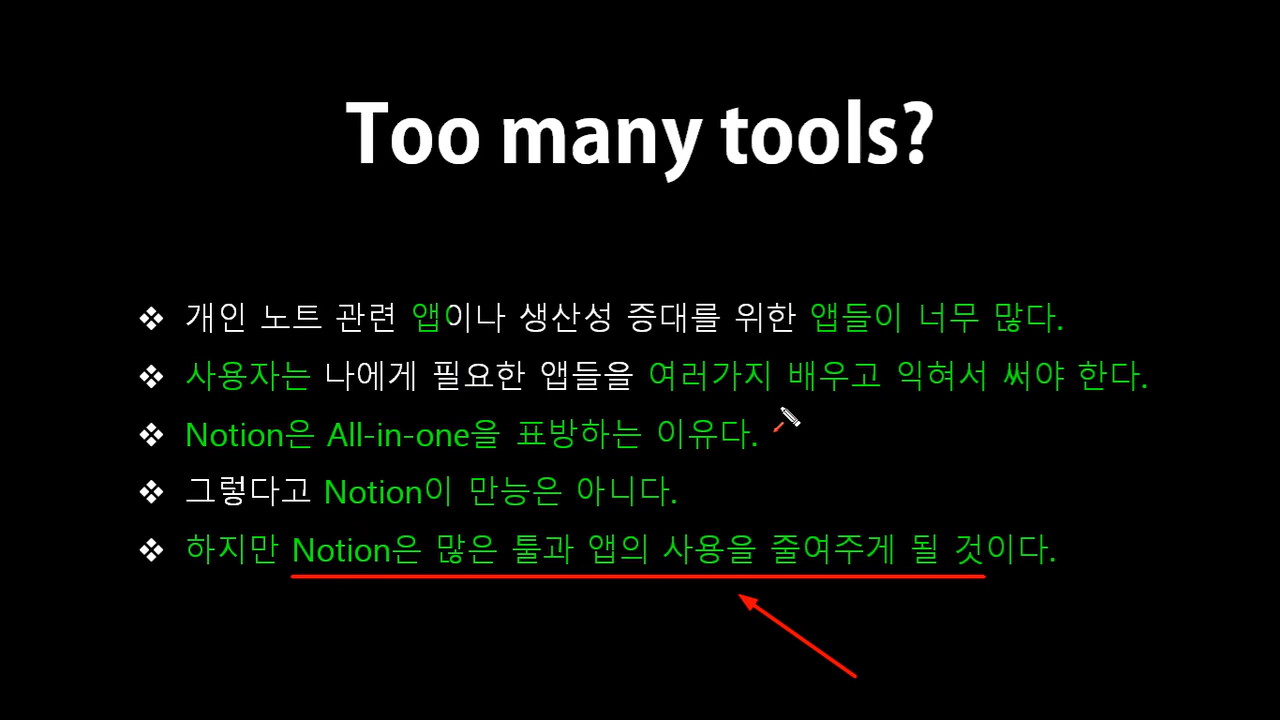 Too many tools?
❖ 개인 노트 관련 앱이나 생산성 증대를 위한 앱들이 너무 많다.
❖ 사용자는 나에게 필요한 앱들을 여러가지 배우고 익혀서 써야 한다.
❖ Notion은 All-in-one을 표방하는 이유다.
❖ 그렇다고 Notion이 만능은 아니다.
❖ 하지만 Notion은 많은 툴과 앱의 사용을 줄여주게 될 것이다.